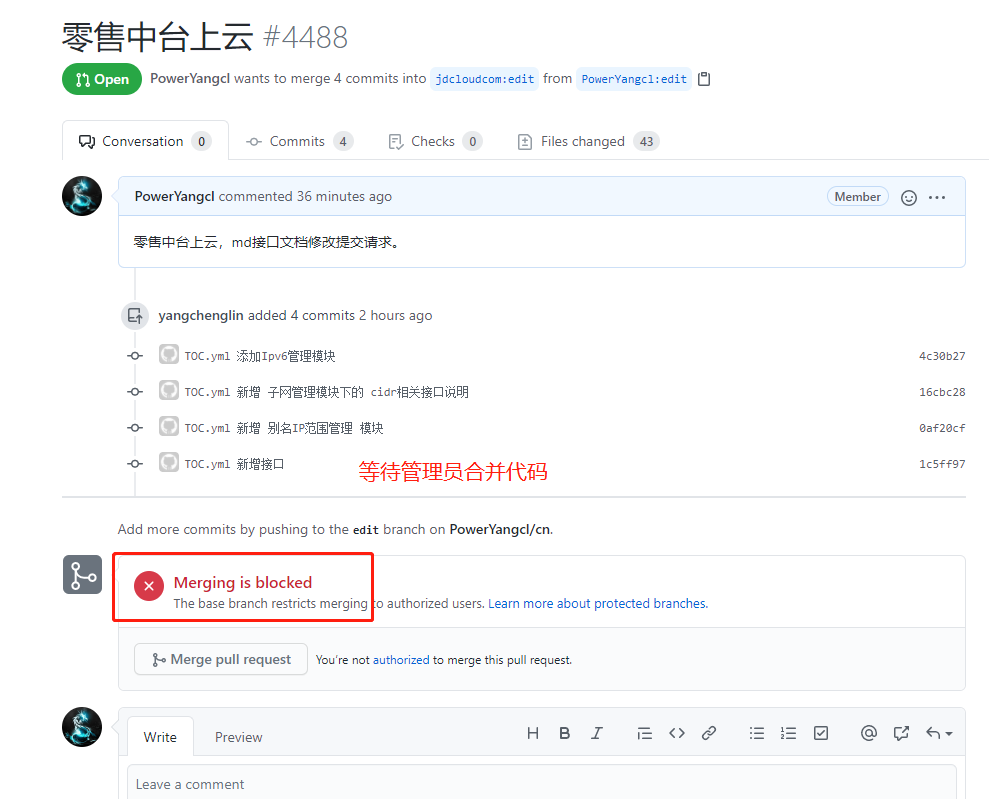 零售中台上云 #4488
Open PowerYangcl wants to merge 4 commits into jdcloudcom:edit from PowerYangcl:edit
Conversation 0 Commits 4 Checks 0 Files changed 43
PowerYangcl commented 36 minutes ago Member
零售中台上云，md接口文档修改提交请求。
yangchenglin added 4 commits 2 hours ago
TOC.yml 添加Ipv6管理模块 4c30b27
TOC.yml 新增 子网管理模块下的 cidr相关接口说明 16cbc28
TOC.yml 新增 别名IP范围管理 模块 0af20cf
TOC.yml 新增接口 1c5ff97
等待管理员合并代码
Add more commits by pushing to the edit branch on PowerYangcl/cn.
Merging is blocked
The base branch restricts merging to authorized users. Learn more about protected branches.
Merge pull request You're not authorized to merge this pull request.
Write Preview
Leave a comment